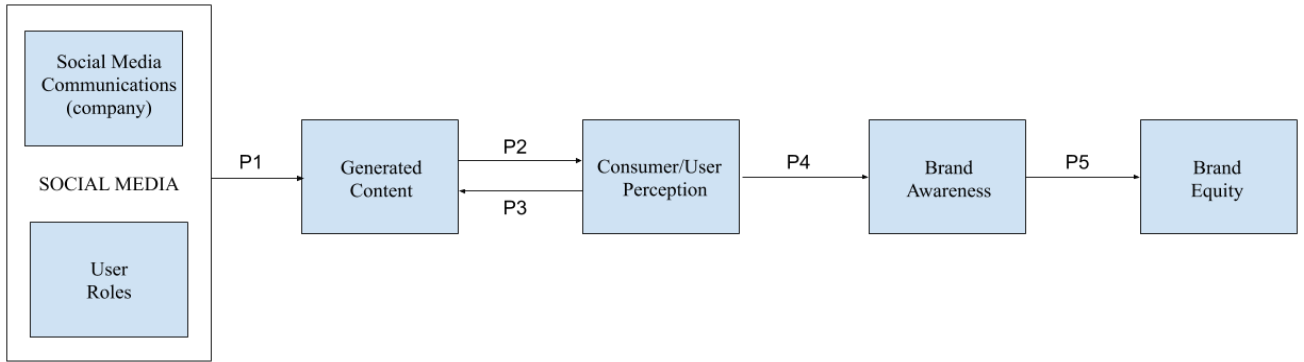 Social Media
Communications
(company)
SOCIAL MEDIA
User
Roles
P1
Generated
Content
P2
P3
Consumer/User
Perception
P4
Brand
Awareness
P5
Brand
Equity